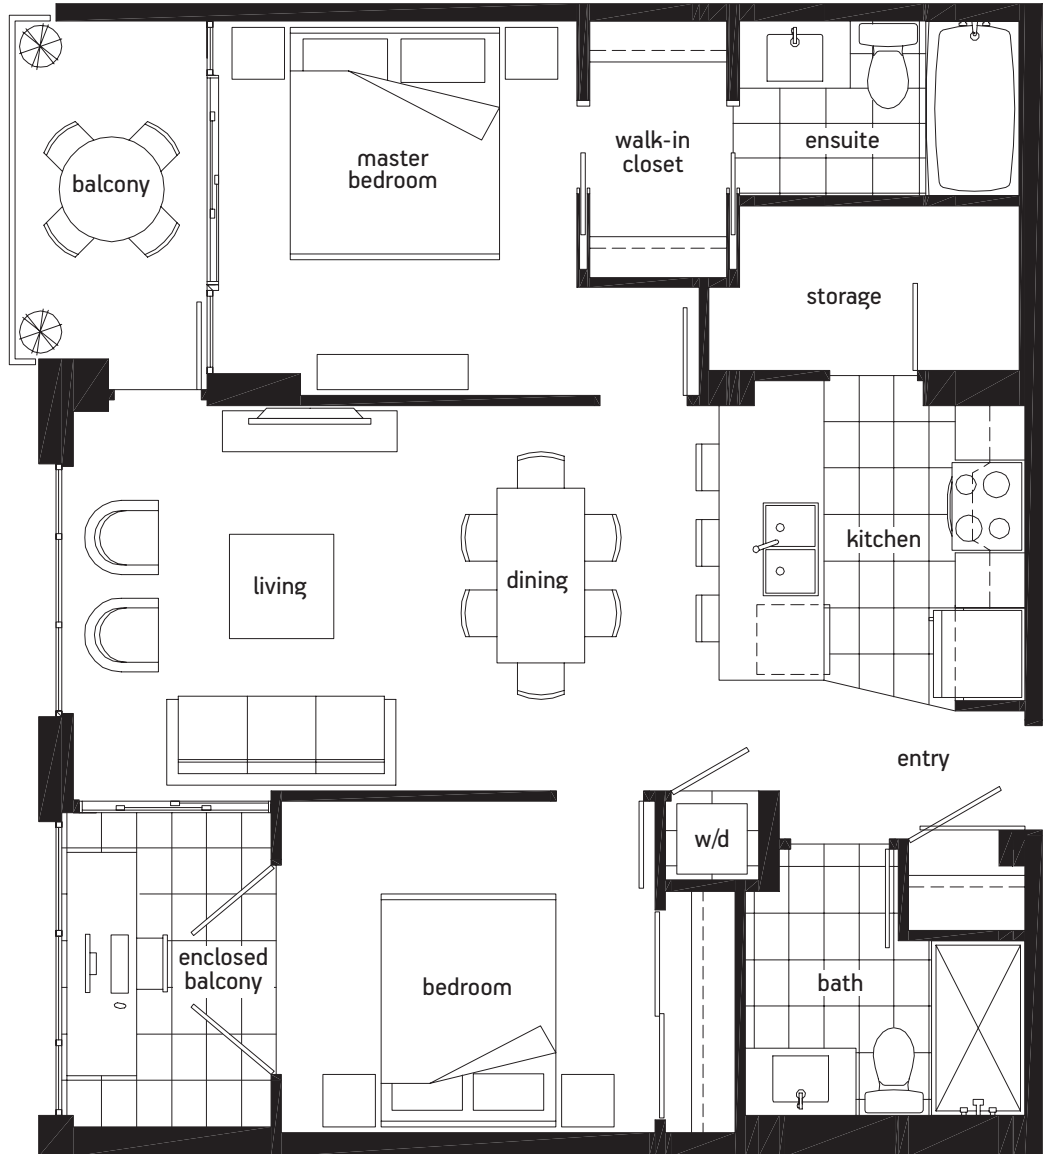 balcony
master
bedroom
walk-in
closet
ensuite
storage
living
dining
kitchen
entry
w/d
enclosed
balcony
bedroom
bath